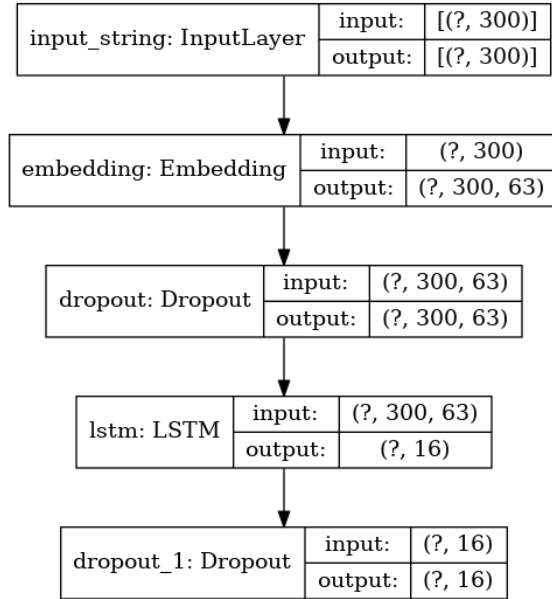 input_string: InputLayer
input: [(?, 300)]
output: [(?, 300)]
embedding: Embedding
input: (?, 300)
output: (?, 300, 63)
dropout: Dropout
input: (?, 300, 63)
output: (?, 300, 63)
lstm: LSTM
input: (?, 300, 63)
output: (?, 16)
dropout_1: Dropout
input: (?, 16)
output: (?, 16)